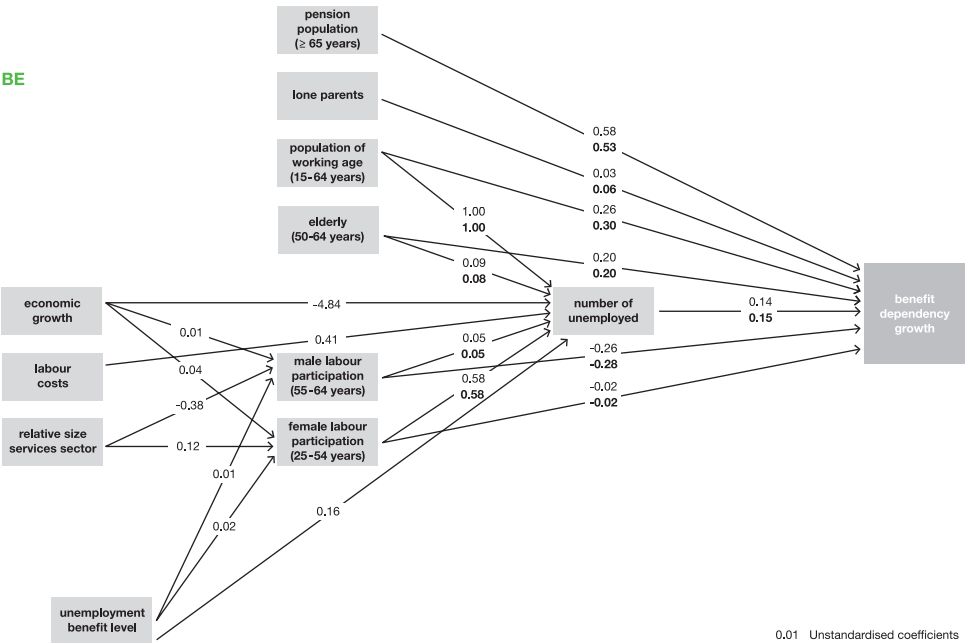 BE
pension
population
(≥ 65 years)
lone parents
population of
working age
(15-64 years)
elderly
(50-64 years)
economic
growth
labour
costs
relative size
services sector
unemployment
benefit level
male labour
participation
(55-64 years)
female labour
participation
(25-54 years)
number of
unemployed
benefit
dependency
growth
0.58
0.53
0.03
0.06
0.26
0.30
1.00
1.00
0.20
0.20
0.09
0.08
-4.84
0.14
0.15
0.01
0.41
0.05
0.05
-0.26
-0.28
0.04
0.58
0.58
-0.02
-0.02
-0.38
0.12
0.01
0.02
0.16
0.01 Unstandardised coefficients